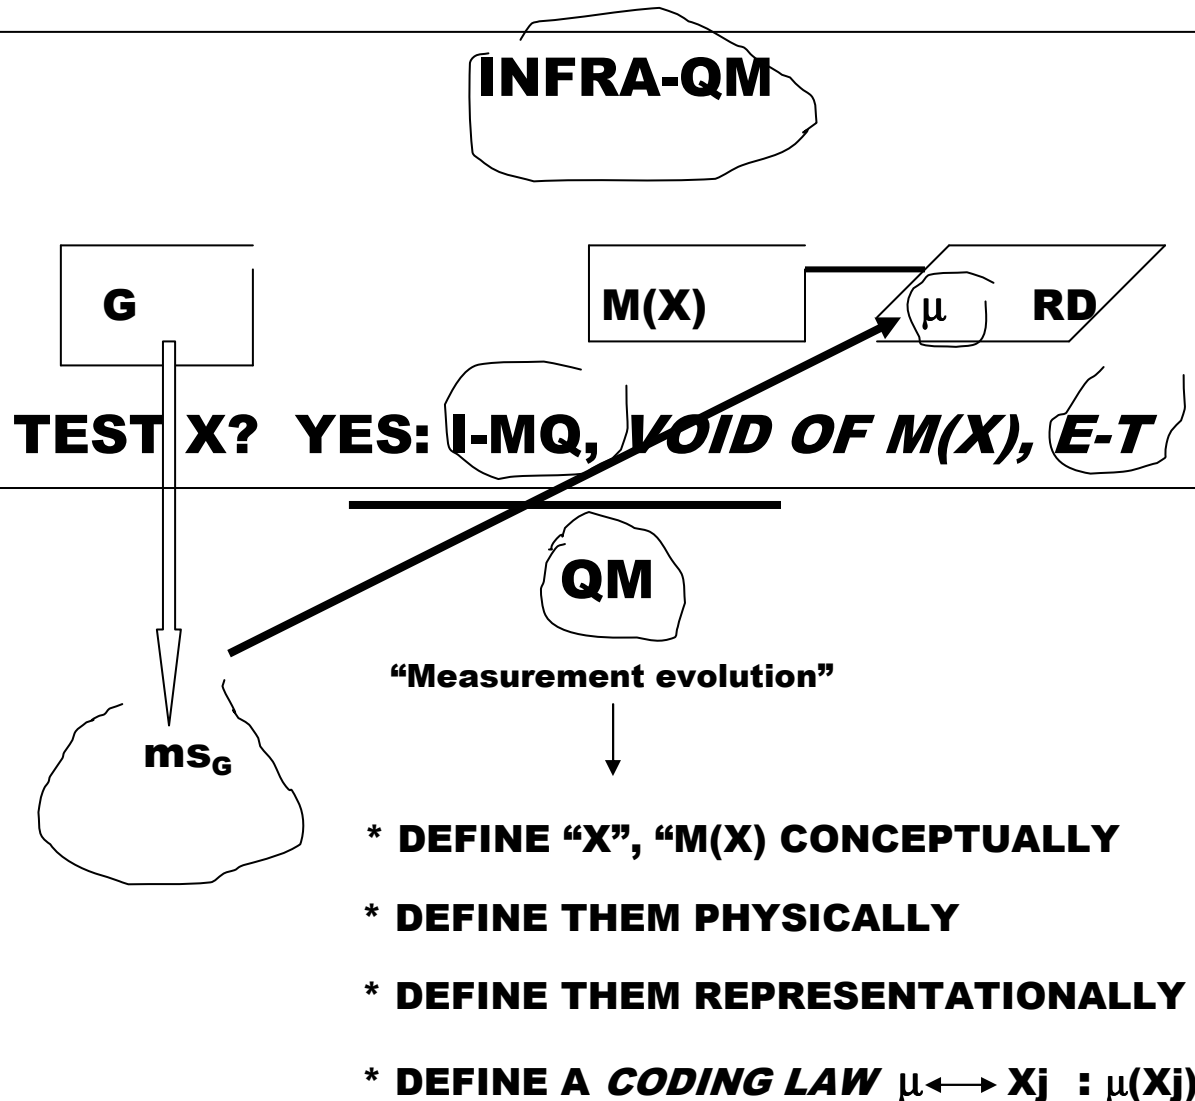 INFRA-QM
G M(X) μ RD
TEST X? YES: I-MQ, VOID OF M(X), E-T
QM
“Measurement evolution”
msG
* DEFINE “X”, “M(X) CONCEPTUALLY
* DEFINE THEM PHYSICALLY
* DEFINE THEM REPRESENTATIONALLY
* DEFINE A CODING LAW μ⟷Xj : μ(Xj)